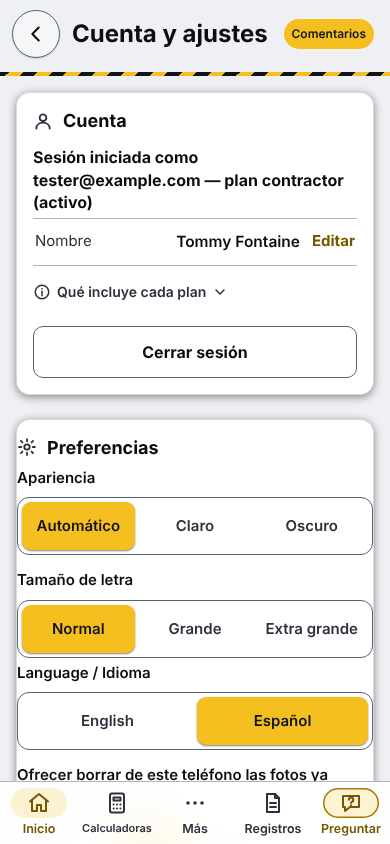 Cuenta y ajustes
Comentarios
Cuenta
Sesión iniciada como
tester@example.com — plan contractor
(activo)
Nombre
Tommy Fontaine
Editar
Qué incluye cada plan
Cerrar sesión
Preferencias
Apariencia
Automático
Claro
Oscuro
Tamaño de letra
Normal
Grande
Extra grande
Language / Idioma
English
Español
Ofrecer borrar de este teléfono las fotos ya
Inicio
Calculadoras
Más
Registros
Preguntar